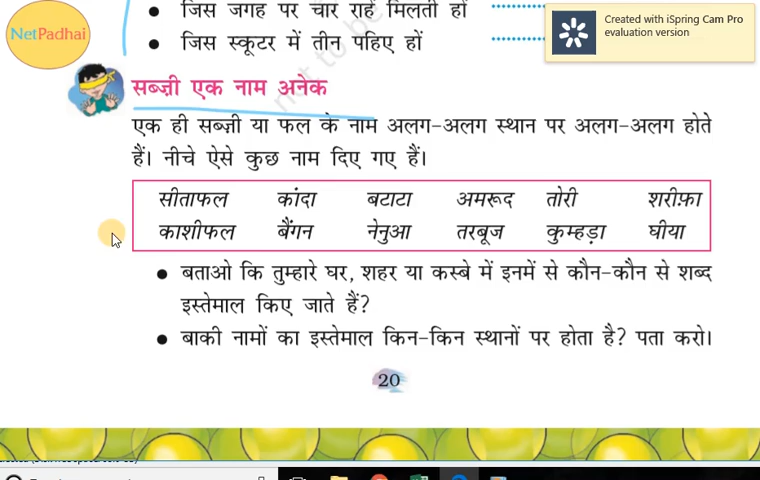 NetPadhai
Created with iSpring Cam Pro
evaluation version
• जिस जगह पर चार राहें मिलती हों ..........
• जिस स्कूटर में तीन पहिए हों ..........
सब्ज़ी एक नाम अनेक
एक ही सब्ज़ी या फल के नाम अलग-अलग स्थान पर अलग-अलग होते
हैं। नीचे ऐसे कुछ नाम दिए गए हैं।
सीताफल कांदा बटाटा अमरूद तोरी शरीफ़ा
काशीफल बैंगन नेनुआ तरबूज कुम्हड़ा घीया
• बताओ कि तुम्हारे घर, शहर या कस्बे में इनमें से कौन-कौन से शब्द
इस्तेमाल किए जाते हैं?
• बाकी नामों का इस्तेमाल किन-किन स्थानों पर होता है? पता करो।
20